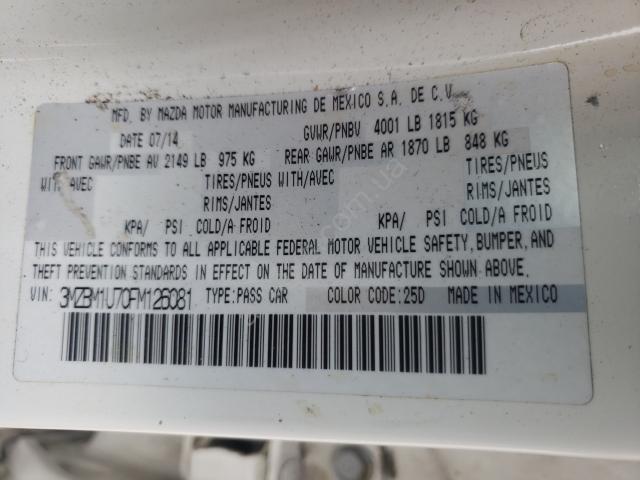 MFD. BY MAZDA MOTOR MANUFACTURING DE MEXICO S.A. DE C.V.
DATE 07/14 GVWR/PNBV 4001 LB 1815 KG
FRONT GAWR/PNBE AV 2149 LB 975 KG REAR GAWR/PNBE AR 1870 LB 848 KG
WITH/AVEC TIRES/PNEUS WITH/AVEC TIRES/PNEUS
RIMS/JANTES RIMS/JANTES
KPA/ PSI COLD/A FROID KPA/ PSI COLD/A FROID
THIS VEHICLE CONFORMS TO ALL APPLICABLE FEDERAL MOTOR VEHICLE SAFETY, BUMPER, AND
THEFT PREVENTION STANDARDS IN EFFECT ON THE DATE OF MANUFACTURE SHOWN ABOVE.
VIN: 3MZBM1U70FM126081 TYPE:PASS CAR COLOR CODE:25D MADE IN MEXICO